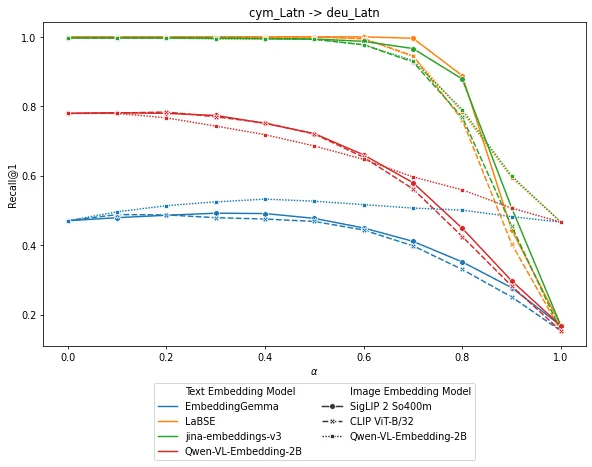 cym_Latn -> deu_Latn
Recall@1
1.0
0.8
0.6
0.4
0.2
0.0 0.2 0.4 0.6 0.8 1.0
α
Text Embedding Model Image Embedding Model
EmbeddingGemma SigLIP 2 So400m
LaBSE CLIP ViT-B/32
jina-embeddings-v3 Qwen-VL-Embedding-2B
Qwen-VL-Embedding-2B